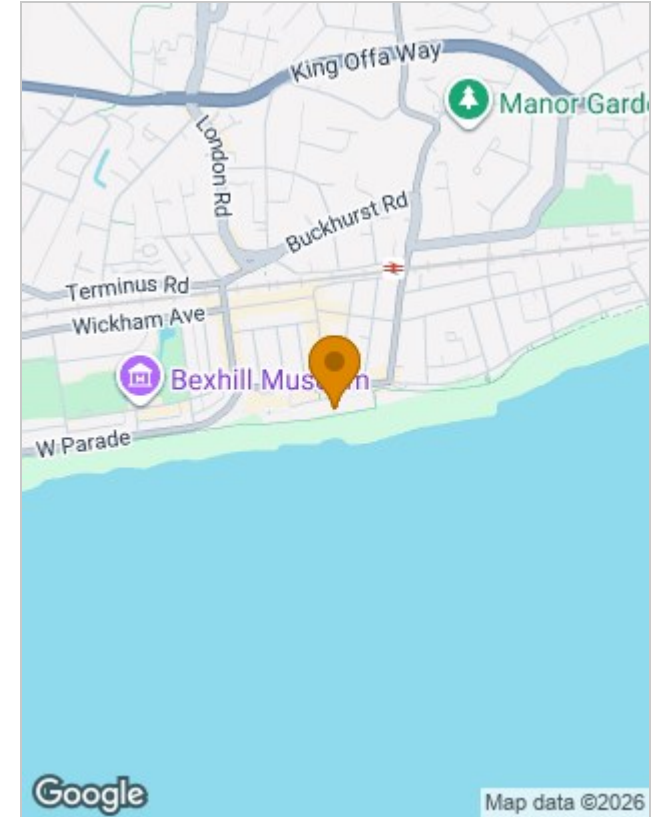 King Offa Way
Manor Garde
London Rd
Buckhurst Rd
Terminus Rd
Wickham Ave
Bexhill Museum
W Parade
Google
Map data ©2026